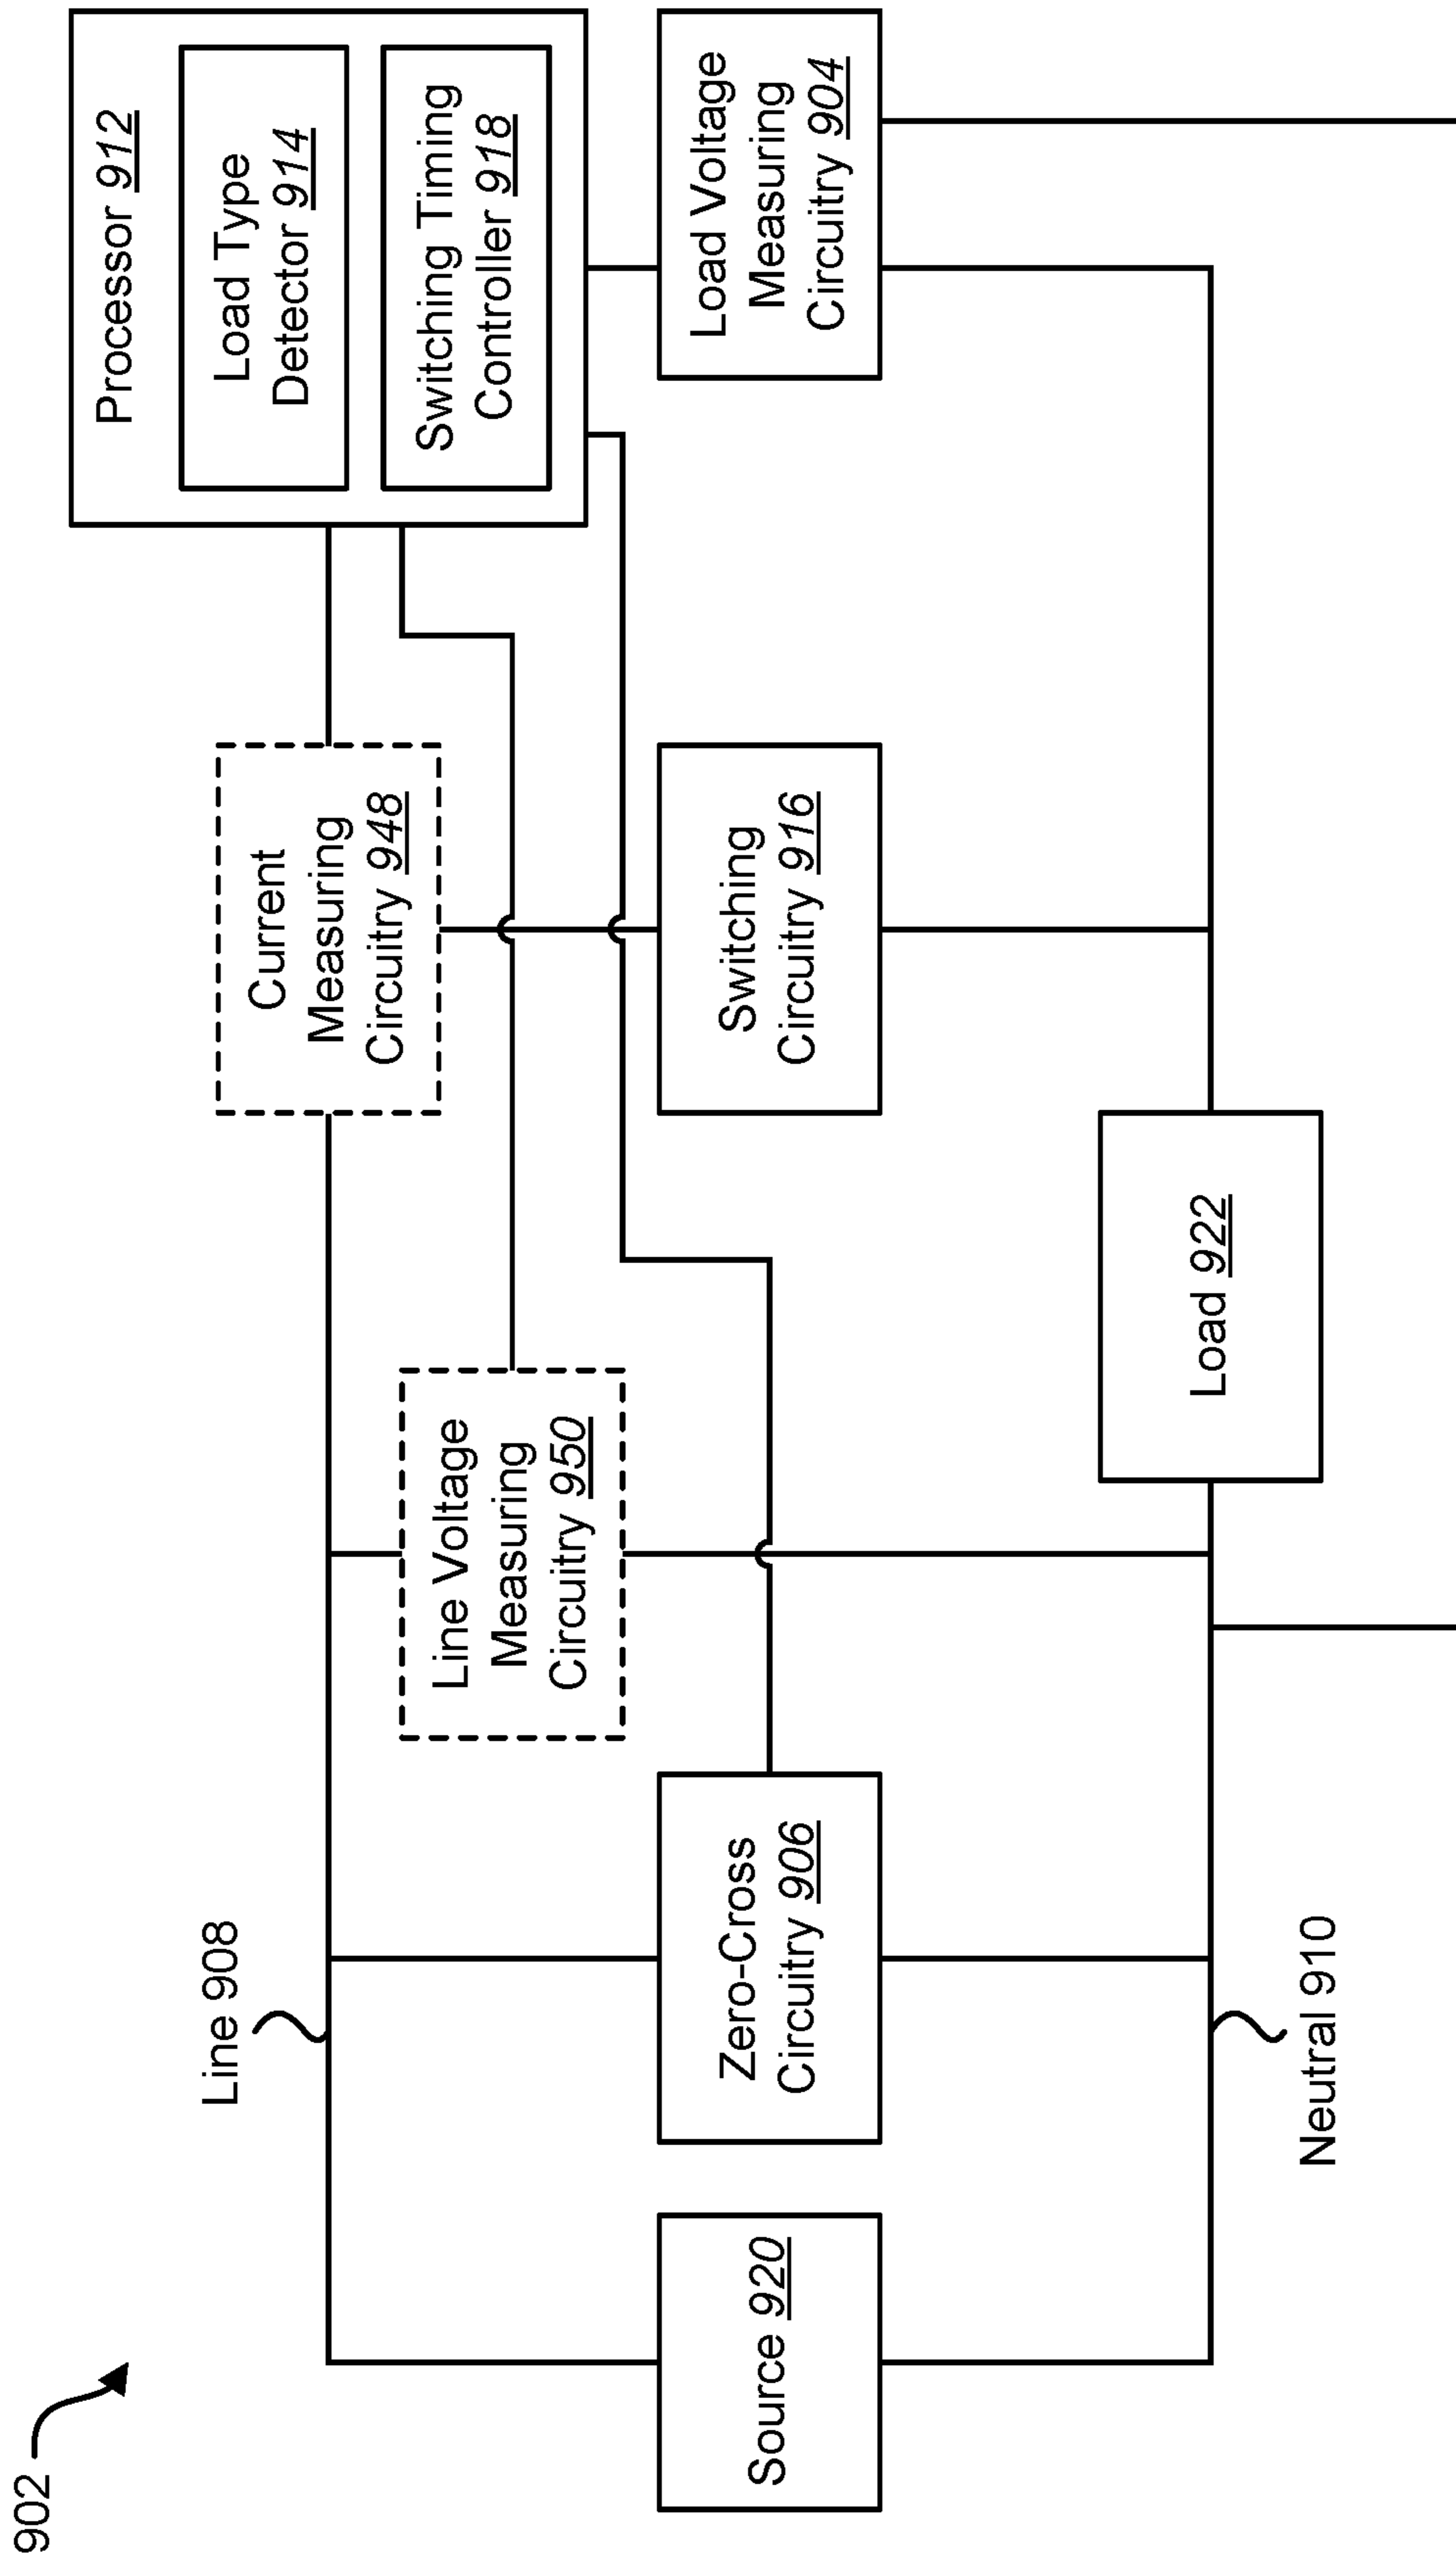 902
Line 908
Current
Measuring
Circuitry 948
Processor 912
Load Type
Detector 914
Switching Timing
Controller 918
Line Voltage
Measuring
Circuitry 950
Source 920
Zero-Cross
Circuitry 906
Switching
Circuitry 916
Load Voltage
Measuring
Circuitry 904
Load 922
Neutral 910